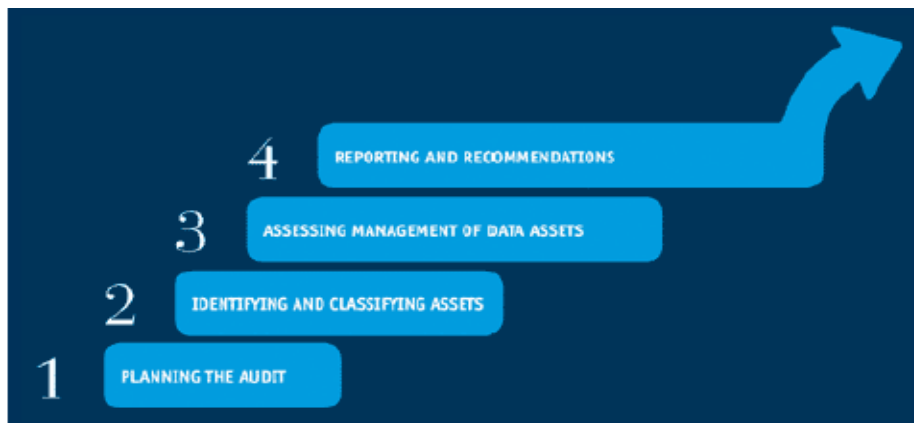 4 REPORTING AND RECOMMENDATIONS
3 ASSESSING MANAGEMENT OF DATA ASSETS
2 IDENTIFYING AND CLASSIFYING ASSETS
1 PLANNING THE AUDIT